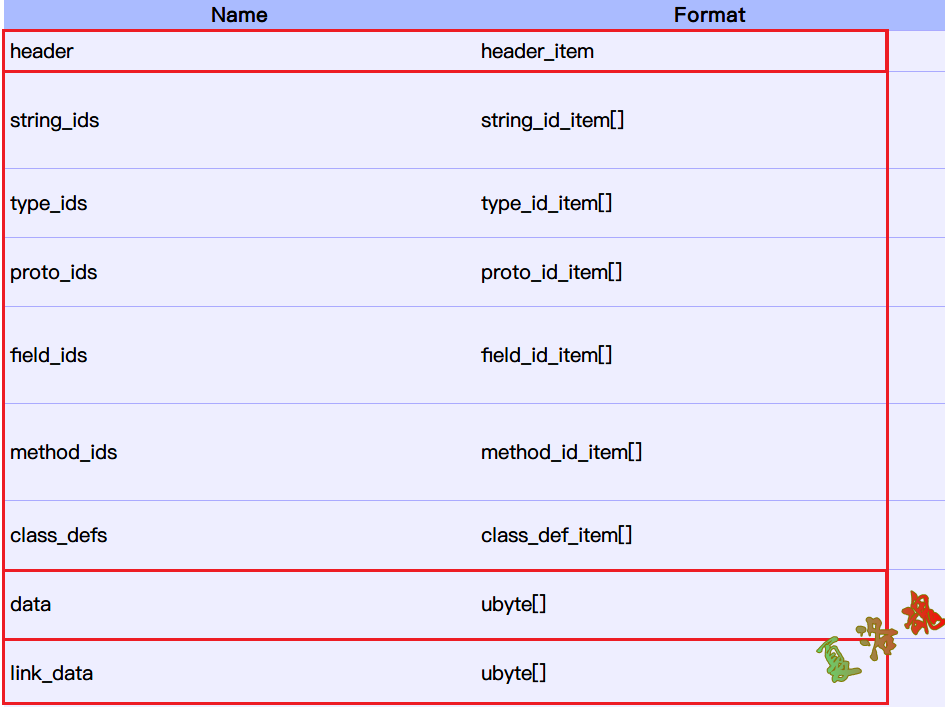 Name Format
header header_item
string_ids string_id_item[]
type_ids type_id_item[]
proto_ids proto_id_item[]
field_ids field_id_item[]
method_ids method_id_item[]
class_defs class_def_item[]
data ubyte[]
link_data ubyte[]